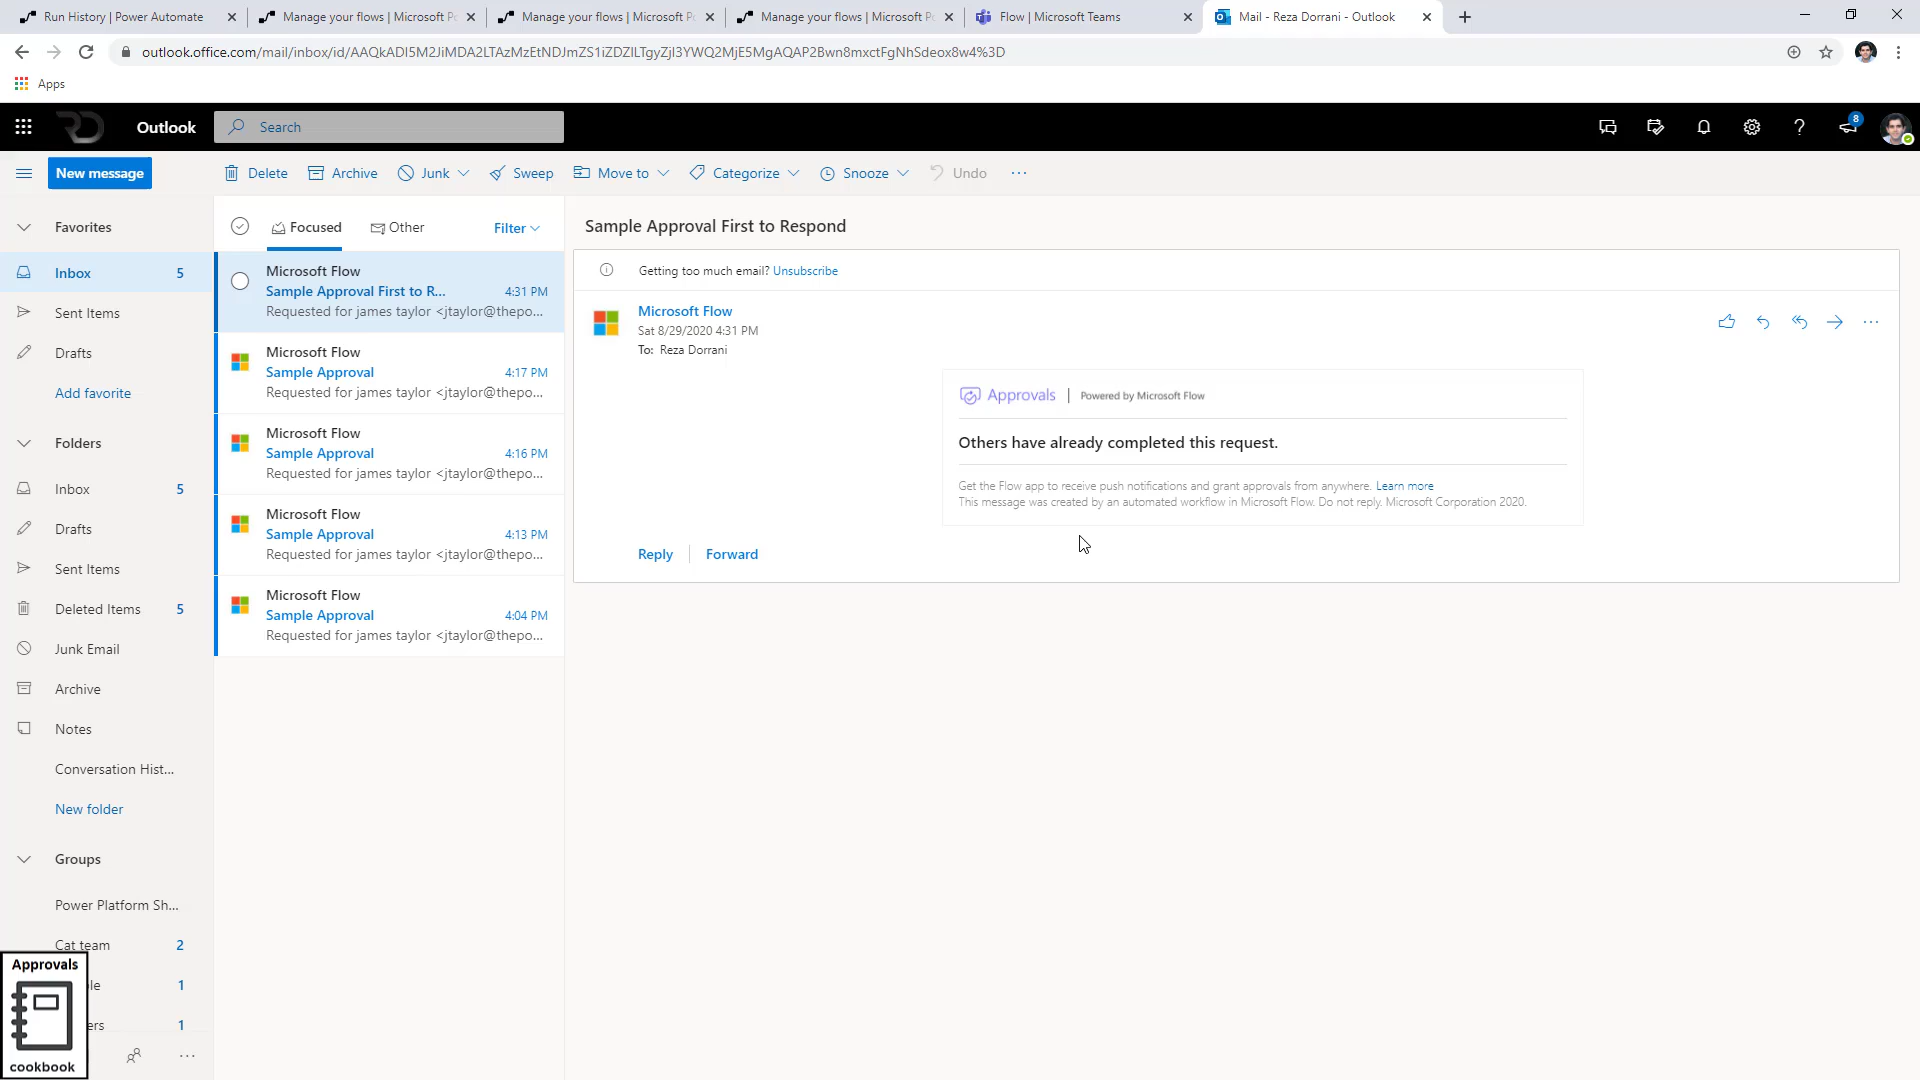 Run History | Power Automate
Manage your flows | Microsoft Po
Manage your flows | Microsoft Po
Manage your flows | Microsoft Po
Flow | Microsoft Teams
Mail - Reza Dorrani - Outlook
outlook.office.com/mail/inbox/id/AAQkADI5M2JiMDA2LTAzMzEtNDJmZS1iZDZlLTgyZjI3YWQ2MjE5MgAQAP2Bwn8mxctFgNhSdeox8w4%3D
Apps
Outlook
Search
8
New message
Delete
Archive
Junk
Sweep
Move to
Categorize
Snooze
Undo
Favorites
Inbox 5
Sent Items
Drafts
Add favorite
Folders
Inbox 5
Drafts
Sent Items
Deleted Items 5
Junk Email
Archive
Notes
Conversation Hist...
New folder
Groups
Power Platform Sh...
Cat team 2
ple 1
ers 1
Approvals
cookbook
Focused
Other
Filter
Microsoft Flow
Sample Approval First to R... 4:31 PM
Requested for james taylor <jtaylor@thepo...
Microsoft Flow
Sample Approval 4:17 PM
Requested for james taylor <jtaylor@thepo...
Microsoft Flow
Sample Approval 4:16 PM
Requested for james taylor <jtaylor@thepo...
Microsoft Flow
Sample Approval 4:13 PM
Requested for james taylor <jtaylor@thepo...
Microsoft Flow
Sample Approval 4:04 PM
Requested for james taylor <jtaylor@thepo...
Sample Approval First to Respond
Getting too much email? Unsubscribe
Microsoft Flow
Sat 8/29/2020 4:31 PM
To: Reza Dorrani
Approvals | Powered by Microsoft Flow
Others have already completed this request.
Get the Flow app to receive push notifications and grant approvals from anywhere. Learn more
This message was created by an automated workflow in Microsoft Flow. Do not reply. Microsoft Corporation 2020.
Reply
Forward